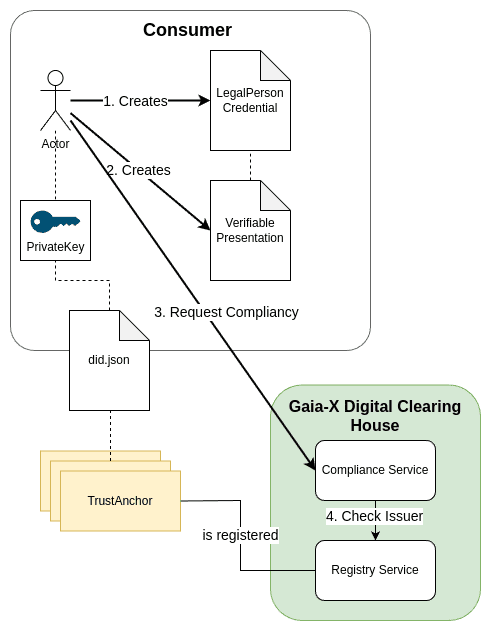 Consumer
1. Creates
LegalPerson
Credential
Actor
2. Creates
Verifiable
Presentation
PrivateKey
3. Request Compliancy
did.json
Gaia-X Digital Clearing
House
Compliance Service
TrustAnchor
4. Check Issuer
is registered
Registry Service